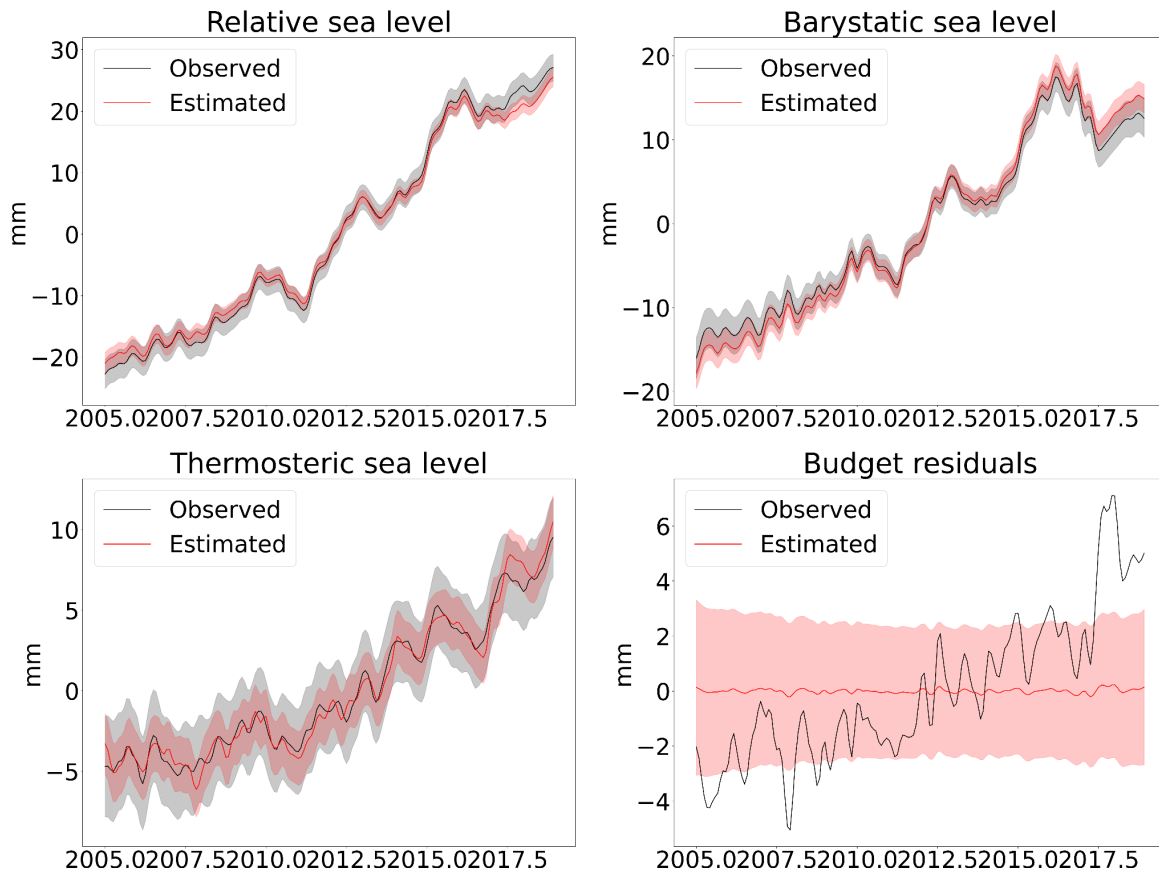 Relative sea level
Barystatic sea level
30
20
10
0
−10
−20
mm
Observed
Estimated
2005.02007.52010.02012.52015.02017.5
20
10
0
−10
−20
mm
Observed
Estimated
2005.02007.52010.02012.52015.02017.5
Thermosteric sea level
Budget residuals
10
5
0
−5
mm
Observed
Estimated
2005.02007.52010.02012.52015.02017.5
6
4
2
0
−2
−4
mm
Observed
Estimated
2005.02007.52010.02012.52015.02017.5